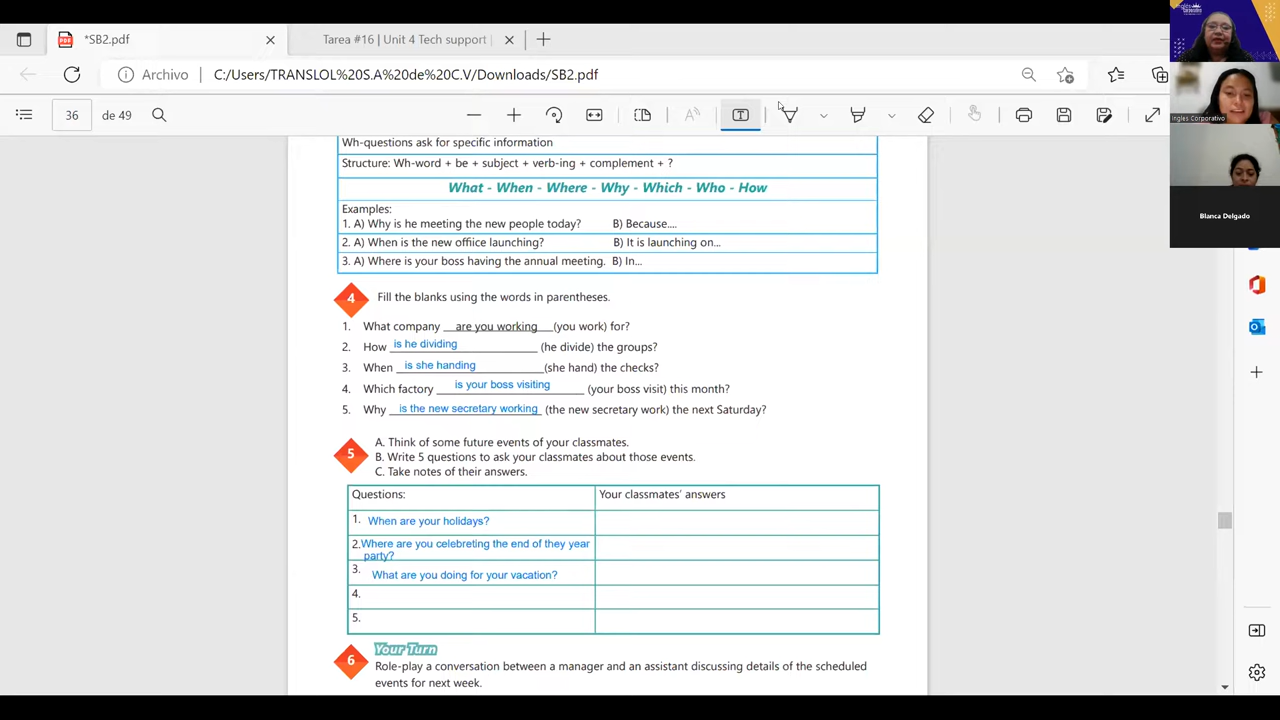 *SB2.pdf
Tarea #16 | Unit 4 Tech support
Archivo
C:/Users/TRANSLOL%20S.A%20de%20C.V/Downloads/SB2.pdf
36
de 49
Wh-questions ask for specific information
Structure: Wh-word + be + subject + verb-ing + complement + ?
What - When - Where - Why - Which - Who - How
Examples:
1. A) Why is he meeting the new people today? B) Because....
2. A) When is the new offiice launching? B) It is launching on...
3. A) Where is your boss having the annual meeting. B) In...
4 Fill the blanks using the words in parentheses.
1. What company are you working (you work) for?
2. How is he dividing (he divide) the groups?
3. When is she handing (she hand) the checks?
4. Which factory is your boss visiting (your boss visit) this month?
5. Why is the new secretary working (the new secretary work) the next Saturday?
5 A. Think of some future events of your classmates.
B. Write 5 questions to ask your classmates about those events.
C. Take notes of their answers.
Questions: Your classmates' answers
1. When are your holidays?
2. Where are you celebreting the end of they year
party?
3. What are you doing for your vacation?
4.
5.
6 Your Turn
Role-play a conversation between a manager and an assistant discussing details of the scheduled
events for next week.
Inglés
Corporativo
Ingles Corporativo
Blanca Delgado